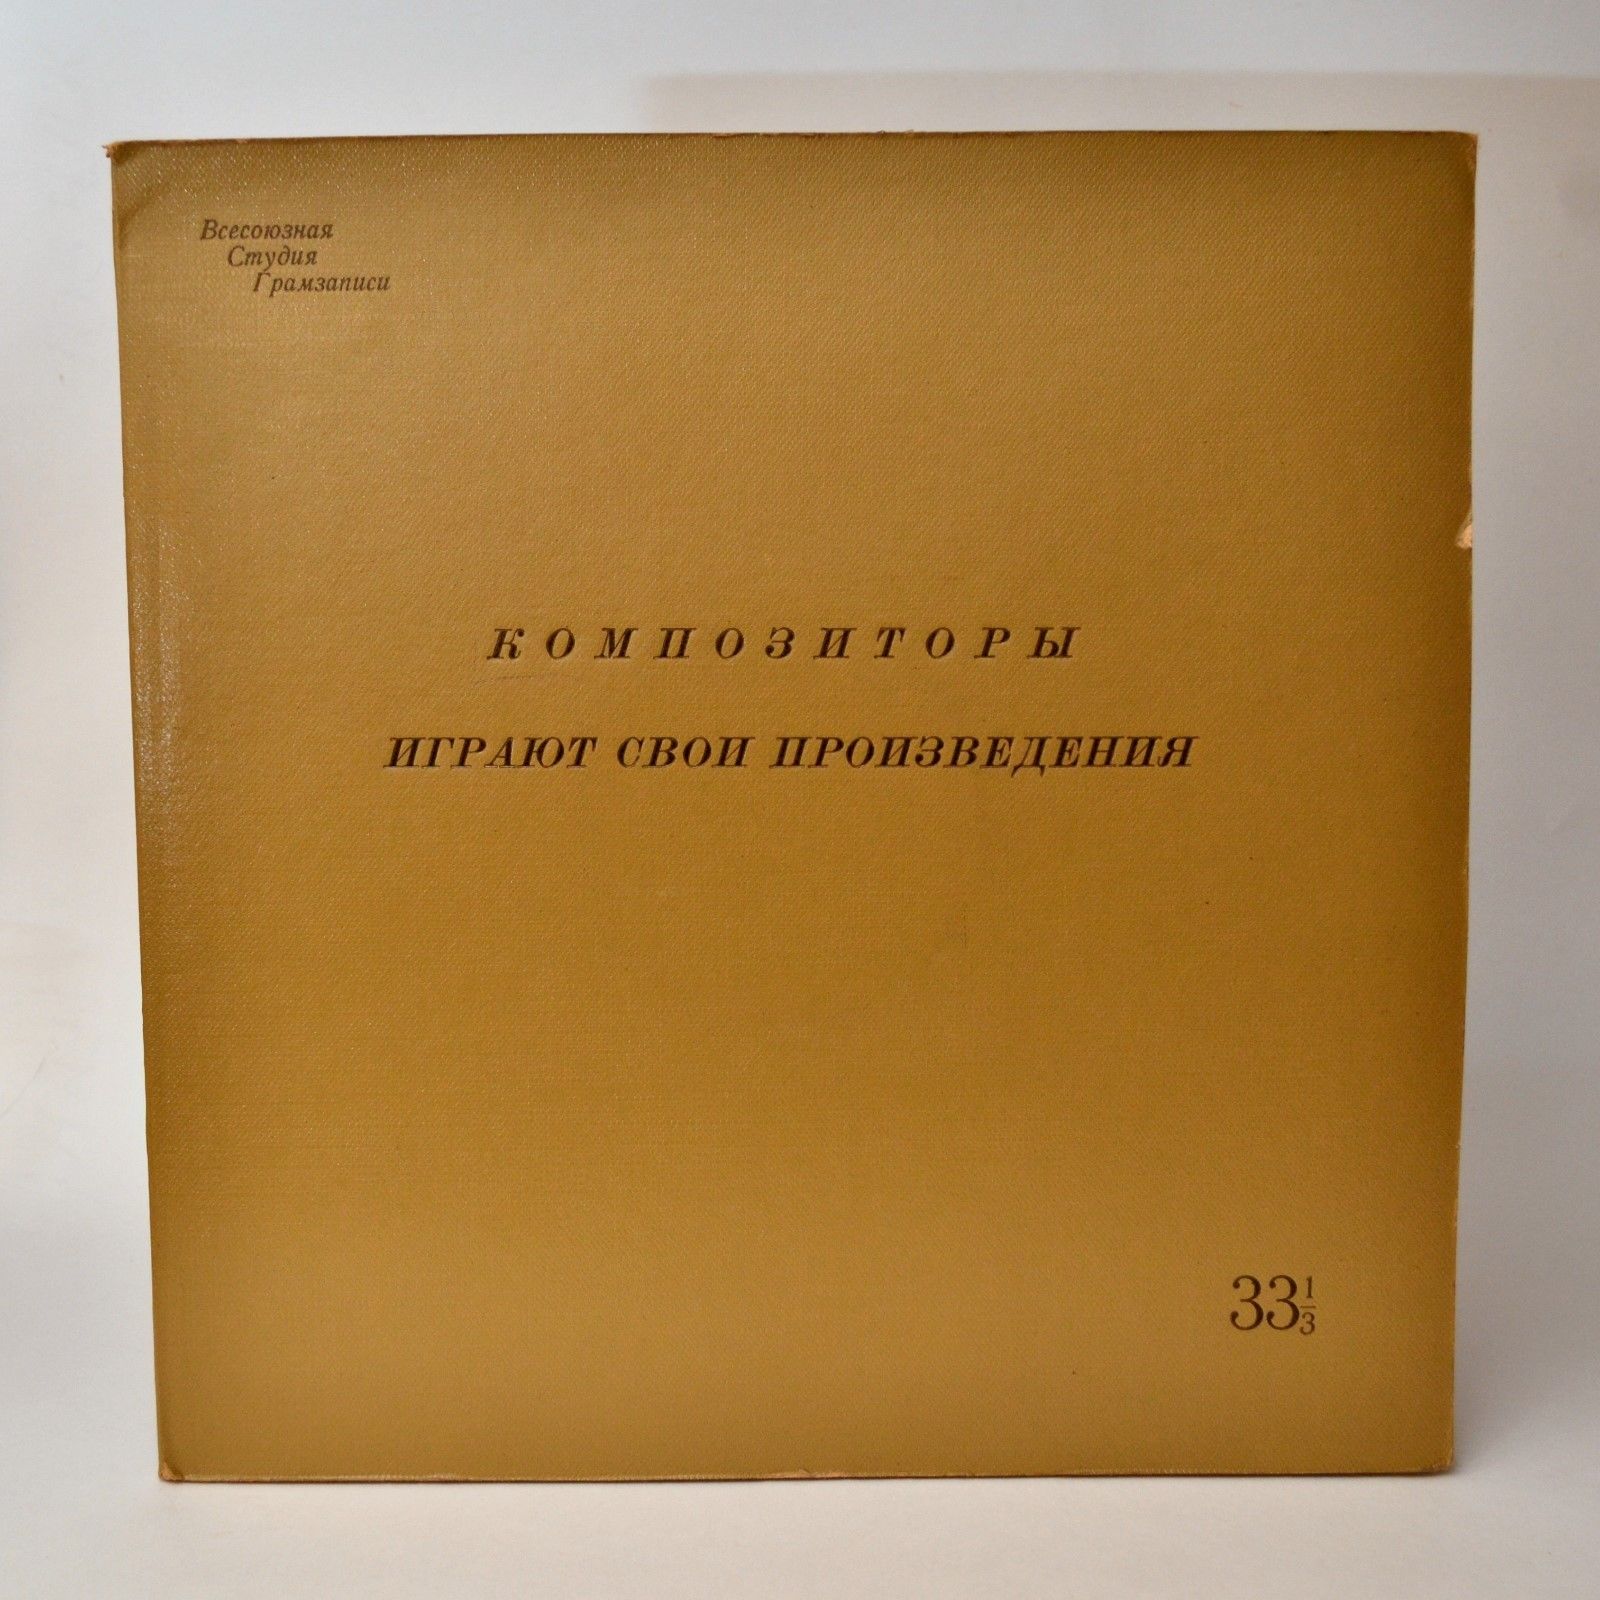 Всесоюзная
Студия
Грамзаписи
КОМПОЗИТОРЫ
ИГРАЮТ СВОИ ПРОИЗВЕДЕНИЯ
33 1/3